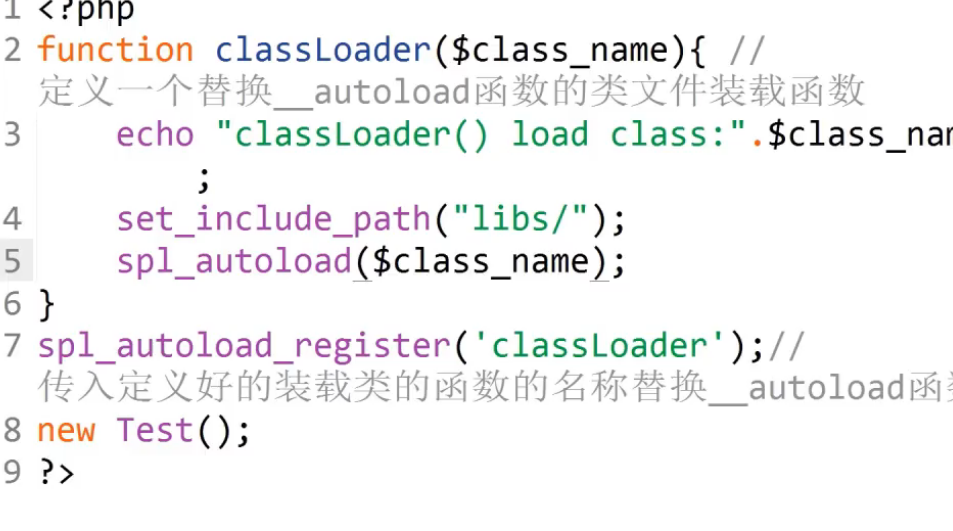 1 <?php
2 function classLoader($class_name){ //
定义一个替换__autoload函数的类文件装载函数
3 echo "classLoader() load class:".$class_nam
;
4 set_include_path("libs/");
5 spl_autoload($class_name);
6 }
7 spl_autoload_register('classLoader');//
传入定义好的装载类的函数的名称替换__autoload函
8 new Test();
9 ?>